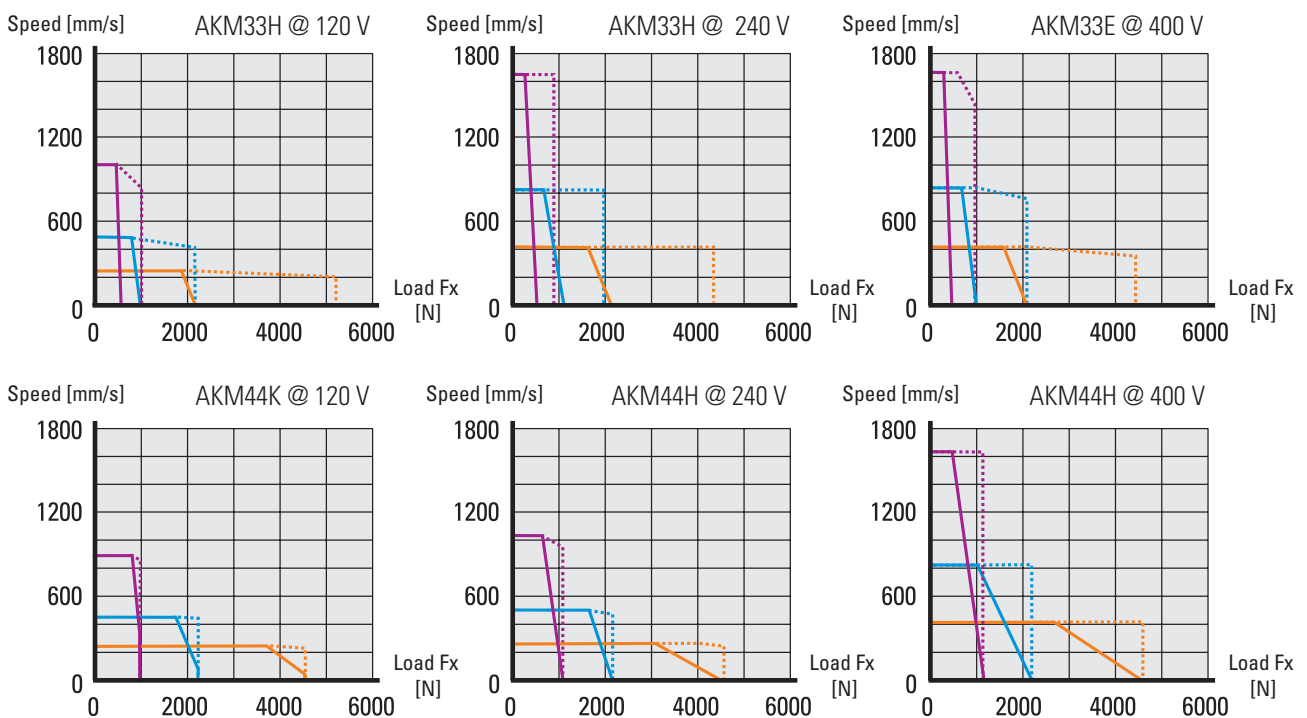 Speed [mm/s] AKM33H @ 120 V
1800
1200
600
0
0 2000 4000 6000
Load Fx
[N]
Speed [mm/s] AKM33H @ 240 V
1800
1200
600
0
0 2000 4000 6000
Load Fx
[N]
Speed [mm/s] AKM33E @ 400 V
1800
1200
600
0
0 2000 4000 6000
Load Fx
[N]
Speed [mm/s] AKM44K @ 120 V
1800
1200
600
0
0 2000 4000 6000
Load Fx
[N]
Speed [mm/s] AKM44H @ 240 V
1800
1200
600
0
0 2000 4000 6000
Load Fx
[N]
Speed [mm/s] AKM44H @ 400 V
1800
1200
600
0
0 2000 4000 6000
Load Fx
[N]